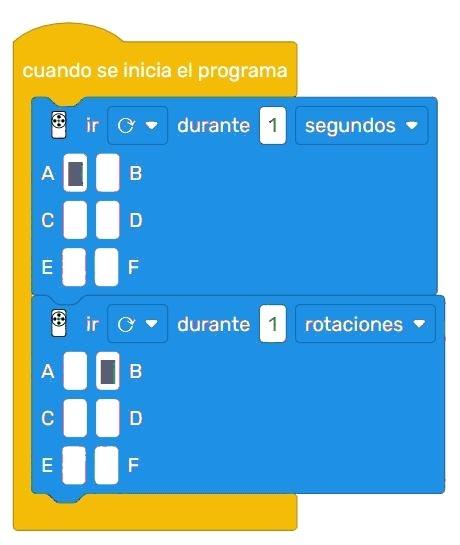 cuando se inicia el programa
ir durante 1 segundos
A B
C D
E F
ir durante 1 rotaciones
A B
C D
E F